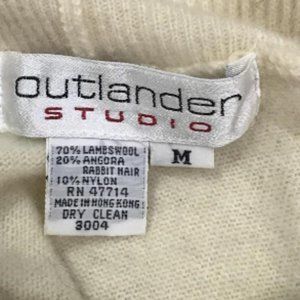 outlander
STUDIO
70% LAMBSWOOL
20% ANGORA
RABBIT HAIR
10% NYLON
RN 47714
MADE IN HONG KONG
DRY CLEAN
3004
M